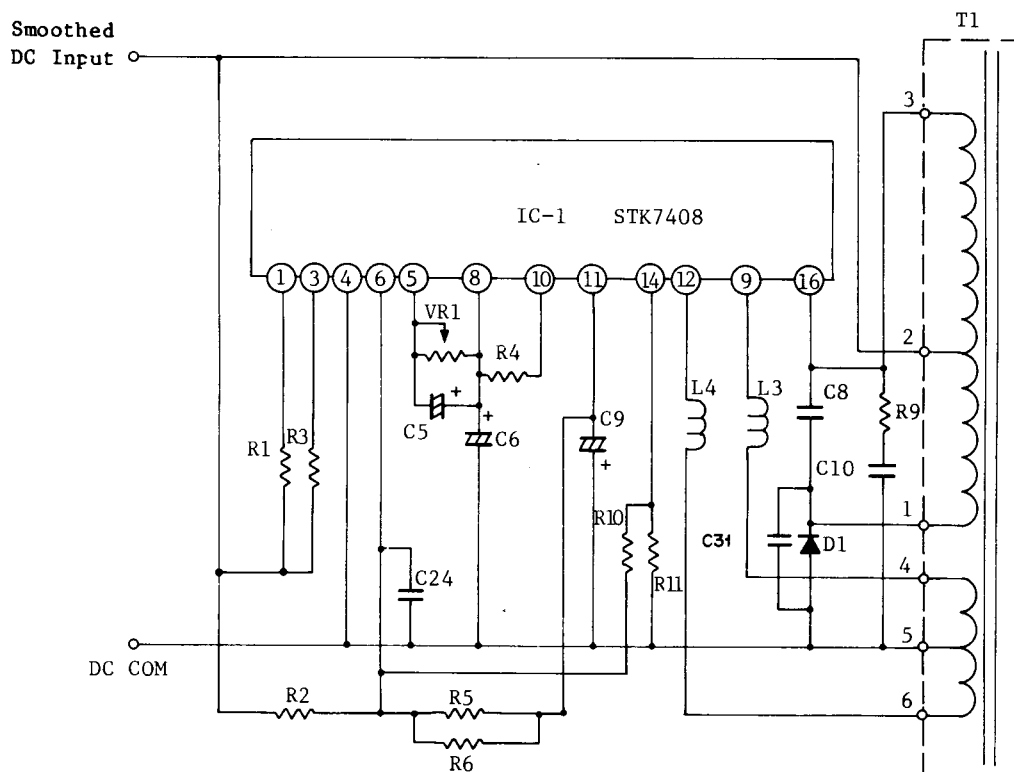 T1
Smoothed
DC Input
3
IC-1 STK7408
1 3 4 6 5 8 10 11 14 12 9 16
VR1
2
R4
L4 L3 C8
R9
C5 C6 C9
R1 R3
C10
R10
1
C31 D1
C24 R11
4
5
DC COM
R2 R5
6
R6